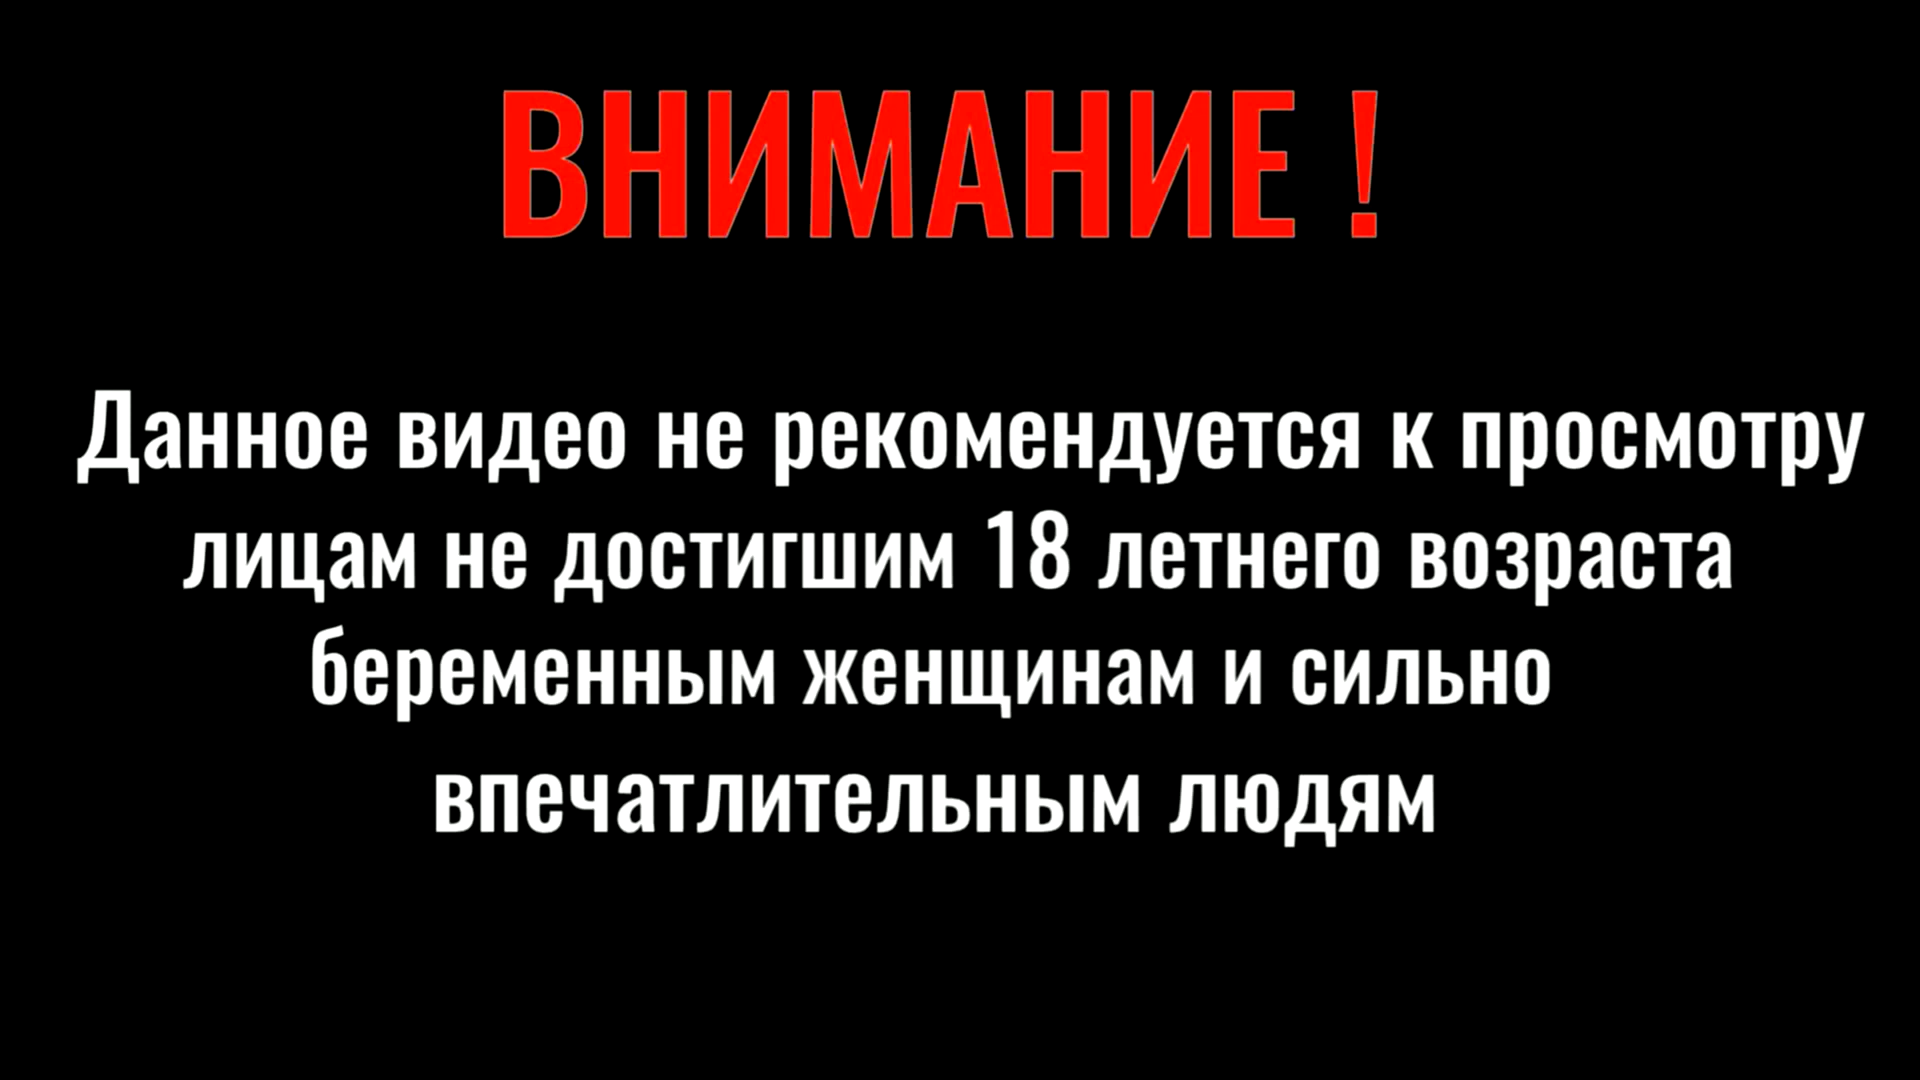 ВНИМАНИЕ !
Данное видео не рекомендуется к просмотру
лицам не достигшим 18 летнего возраста
беременным женщинам и сильно
впечатлительным людям